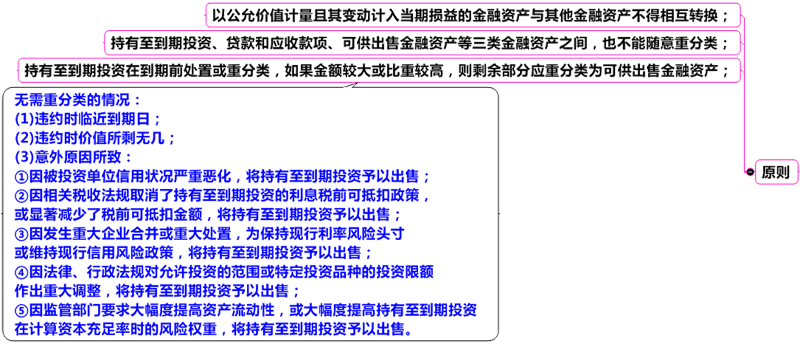 以公允价值计量且其变动计入当期损益的金融资产与其他金融资产不得相互转换；
持有至到期投资、贷款和应收款项、可供出售金融资产等三类金融资产之间，也不能随意重分类；
持有至到期投资在到期前处置或重分类，如果金额较大或比重较高，则剩余部分应重分类为可供出售金融资产；
无需重分类的情况：
(1)违约时临近到期日；
(2)违约时价值所剩无几；
(3)意外原因所致：
①因被投资单位信用状况严重恶化，将持有至到期投资予以出售；
②因相关税收法规取消了持有至到期投资的利息税前可抵扣政策，
或显著减少了税前可抵扣金额，将持有至到期投资予以出售；
③因发生重大企业合并或重大处置，为保持现行利率风险头寸
或维持现行信用风险政策，将持有至到期投资予以出售；
④因法律、行政法规对允许投资的范围或特定投资品种的投资限额
作出重大调整，将持有至到期投资予以出售；
⑤因监管部门要求大幅度提高资产流动性，或大幅度提高持有至到期投资
在计算资本充足率时的风险权重，将持有至到期投资予以出售。
原则